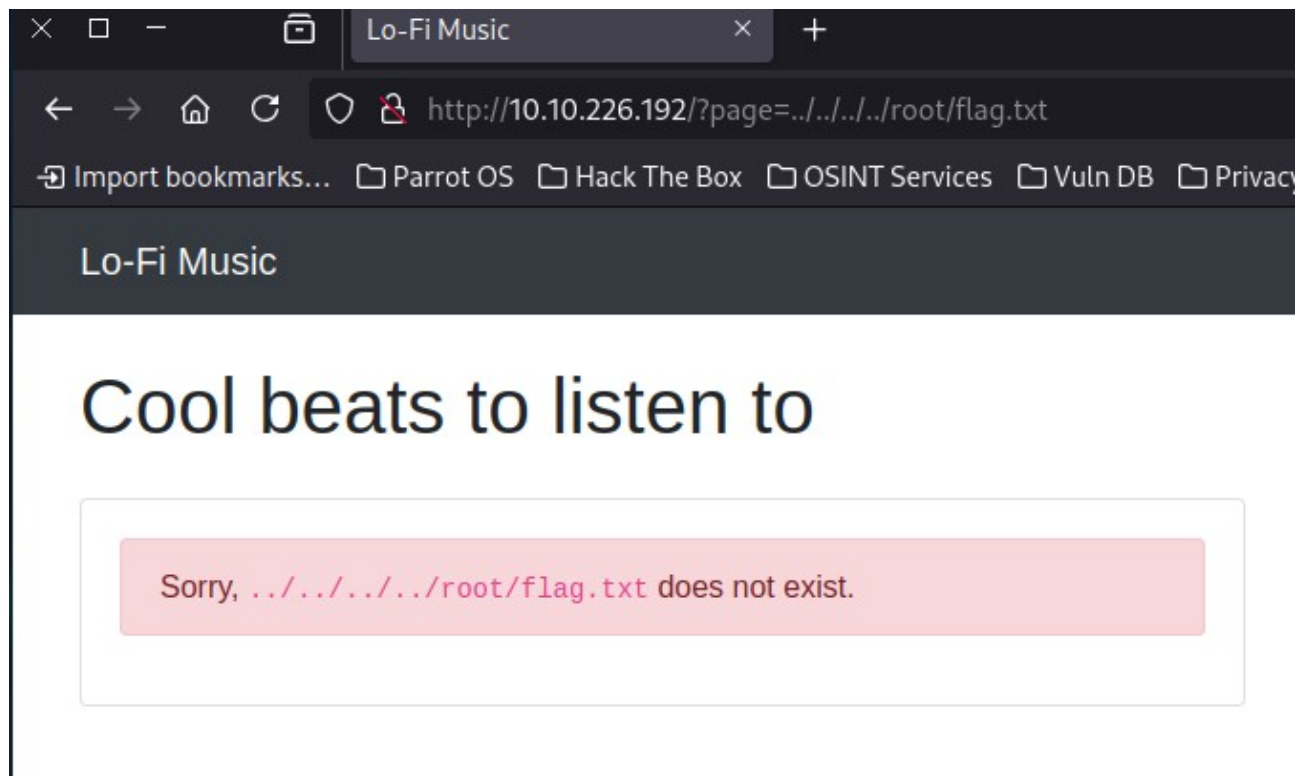 Lo-Fi Music
http://10.10.226.192/?page=../../../../root/flag.txt
Import bookmarks... Parrot OS Hack The Box OSINT Services Vuln DB Privacy
Lo-Fi Music
Cool beats to listen to
Sorry, ../../../../root/flag.txt does not exist.